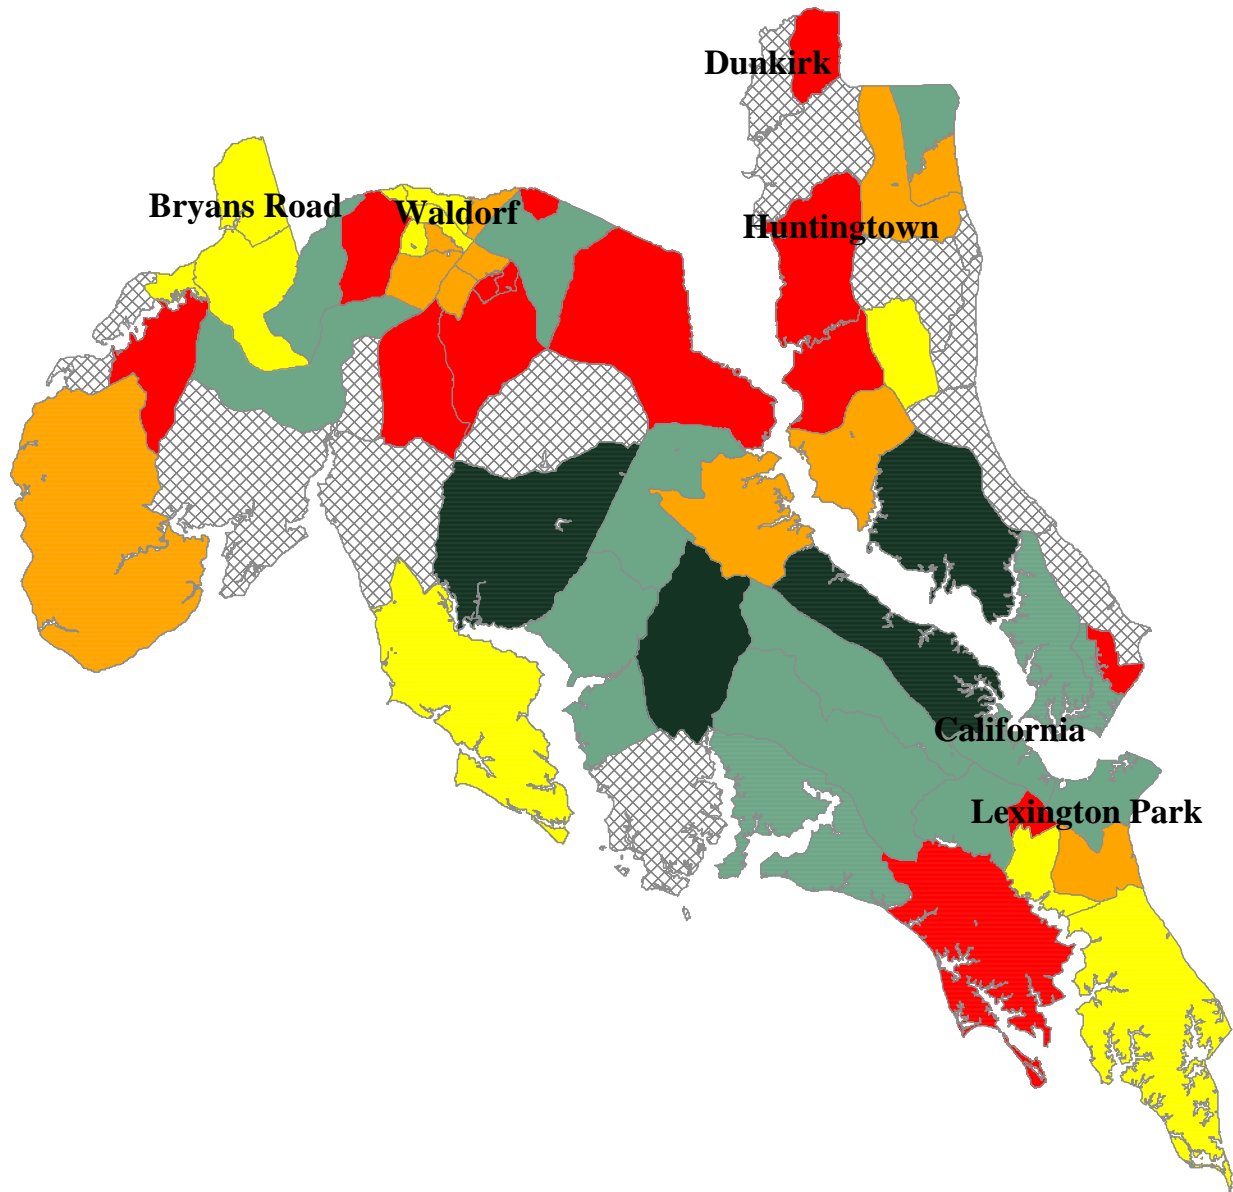 Dunkirk
Bryans Road
Waldorf
Huntingtown
California
Lexington Park